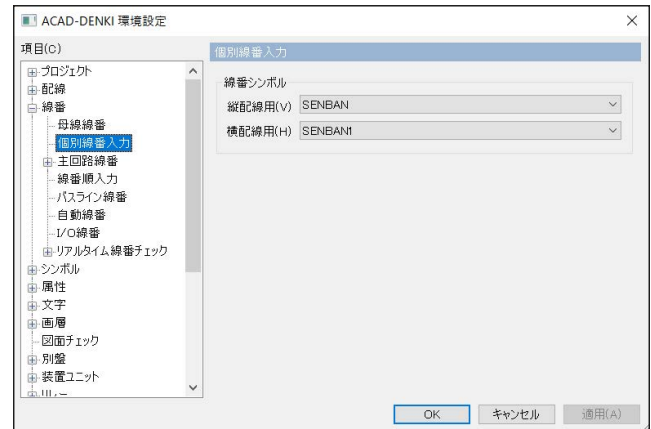 ACAD-DENKI 環境設定
項目(C)
プロジェクト
配線
線番
母線線番
個別線番入力
主回路線番
線番順入力
バスライン線番
自動線番
I/O線番
リアルタイム線番チェック
シンボル
属性
文字
画層
図面チェック
別盤
装置ユニット
リレー
個別線番入力
線番シンボル
縦配線用(V) SENBAN
横配線用(H) SENBAN1
OK キャンセル 適用(A)